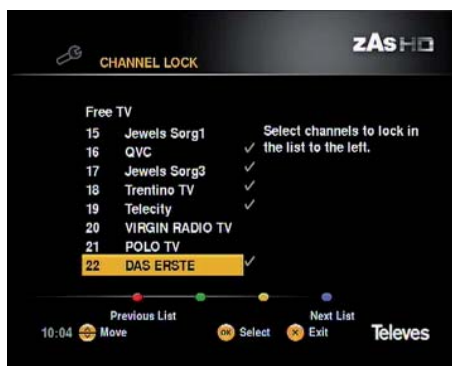 zAs HD
CHANNEL LOCK
Free TV
15 Jewels Sorg1
16 QVC
17 Jewels Sorg3
18 Trentino TV
19 Telecity
20 VIRGIN RADIO TV
21 POLO TV
22 DAS ERSTE
Select channels to lock in
the list to the left.
Previous List Next List
10:04 Move OK Select X Exit Televes